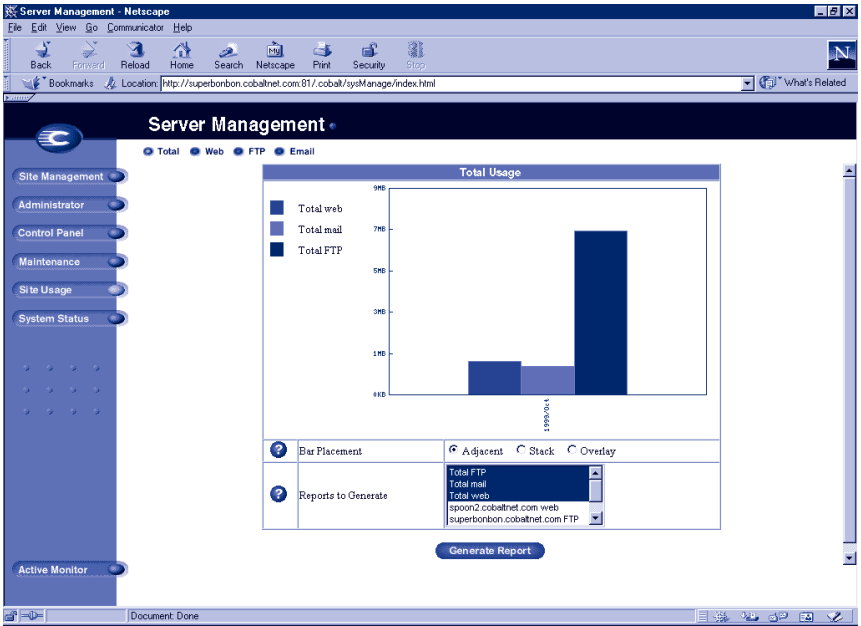 Server Management - Netscape
File Edit View Go Communicator Help
Back Forward Reload Home Search Netscape Print Security Stop
My
N
Bookmarks Location: http://superbonbon.cobaltnet.com:81/.cobalt/sysManage/index.html What's Related
Server Management
Total Web FTP Email
Site Management
Administrator
Control Panel
Maintenance
Site Usage
System Status
Active Monitor
Total Usage
Total web
Total mail
Total FTP
9MB
7MB
5MB
3MB
1MB
0KB
1999/Oct
? Bar Placement Adjacent Stack Overlay
? Reports to Generate
Total FTP
Total mail
Total web
spoon2.cobaltnet.com web
superbonbon.cobaltnet.com FTP
Generate Report
Document: Done